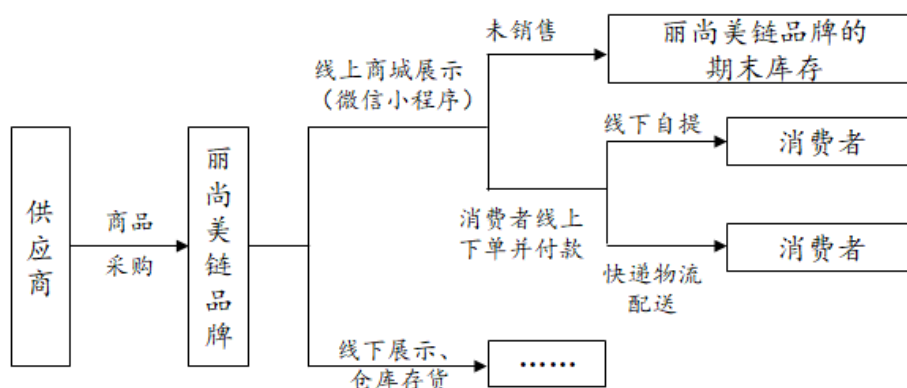 供应商
商品
采购
丽尚美链品牌
线上商城展示
（微信小程序）
未销售
丽尚美链品牌的
期末库存
消费者线上
下单并付款
线下自提
消费者
快递物流
配送
消费者
线下展示、
仓库存货
……